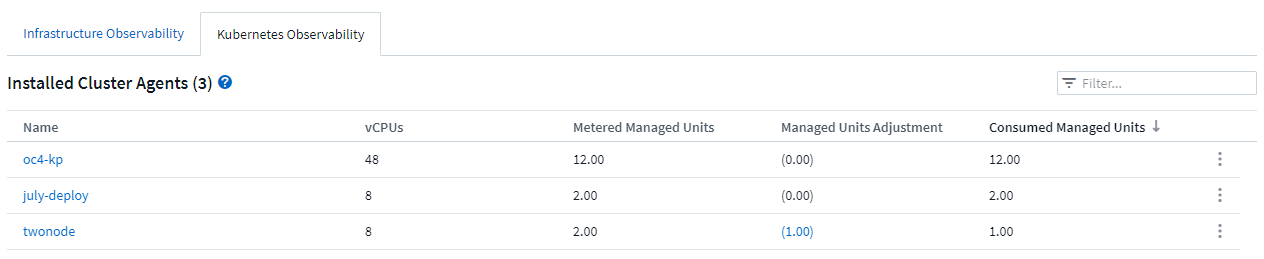 Infrastructure Observability Kubernetes Observability
Installed Cluster Agents (3) ?
Filter...
Name vCPUs Metered Managed Units Managed Units Adjustment Consumed Managed Units ↓
oc4-kp 48 12.00 (0.00) 12.00
july-deploy 8 2.00 (0.00) 2.00
twonode 8 2.00 (1.00) 1.00